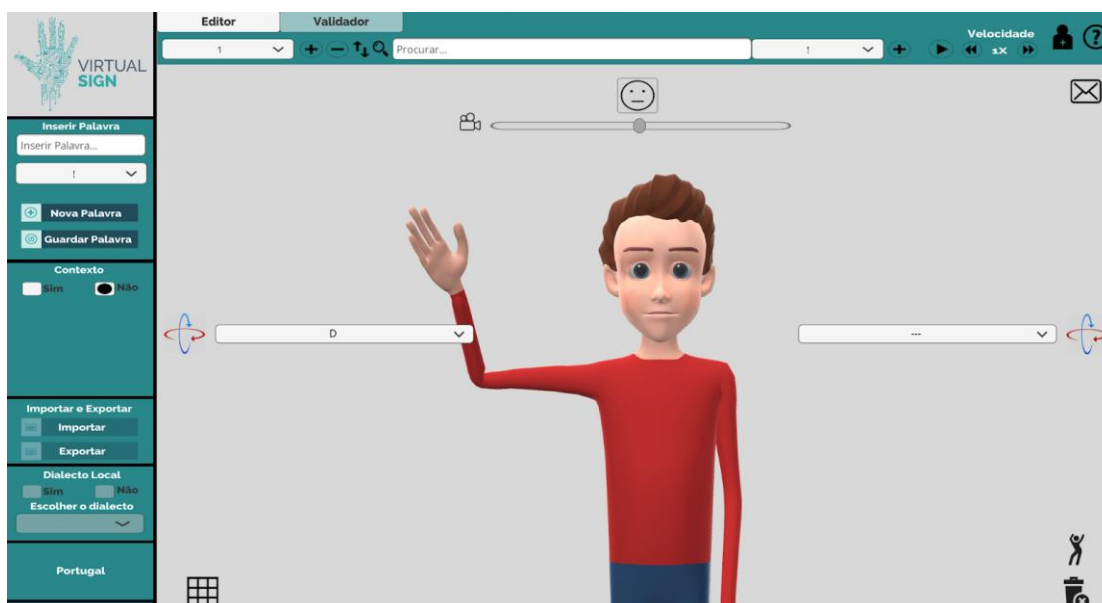 VIRTUAL
SIGN
Editor
Validador
1
Procurar...
!
Velocidade
1X
Inserir Palavra
Inserir Palavra...
!
Nova Palavra
Guardar Palavra
Contexto
Sim
Não
D
---
Importar e Exportar
Importar
Exportar
Dialecto Local
Sim
Não
Escolher o dialecto
Portugal